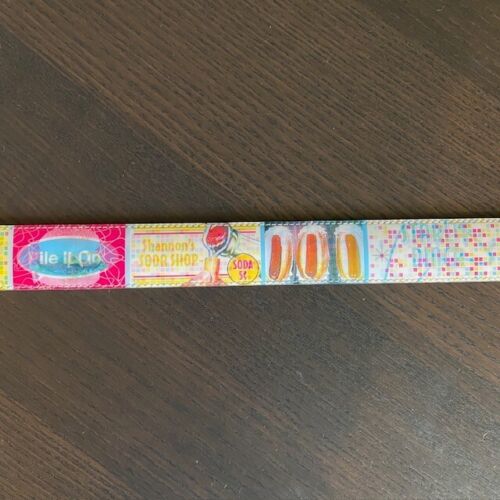 Pile It On
Shannon's
SODA SHOP
SODA
5¢